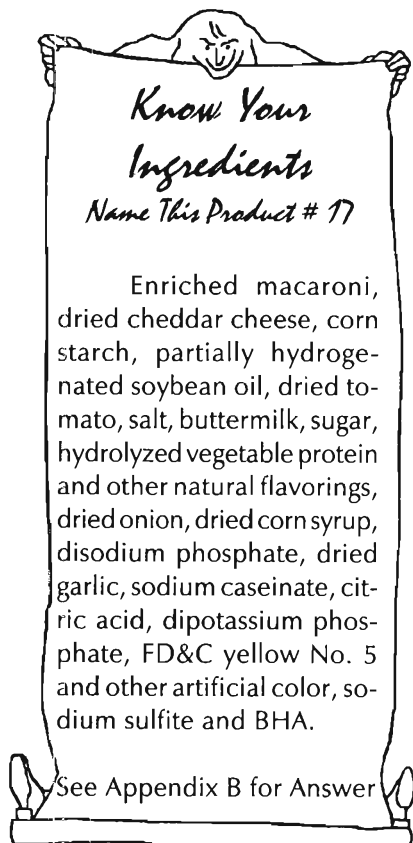 Know Your
Ingredients
Name This Product # 17
Enriched macaroni,
dried cheddar cheese, corn
starch, partially hydroge-
nated soybean oil, dried to-
mato, salt, buttermilk, sugar,
hydrolyzed vegetable protein
and other natural flavorings,
dried onion, dried corn syrup,
disodium phosphate, dried
garlic, sodium caseinate, cit-
ric acid, dipotassium phos-
phate, FD&C yellow No. 5
and other artificial color, so-
dium sulfite and BHA.
See Appendix B for Answer